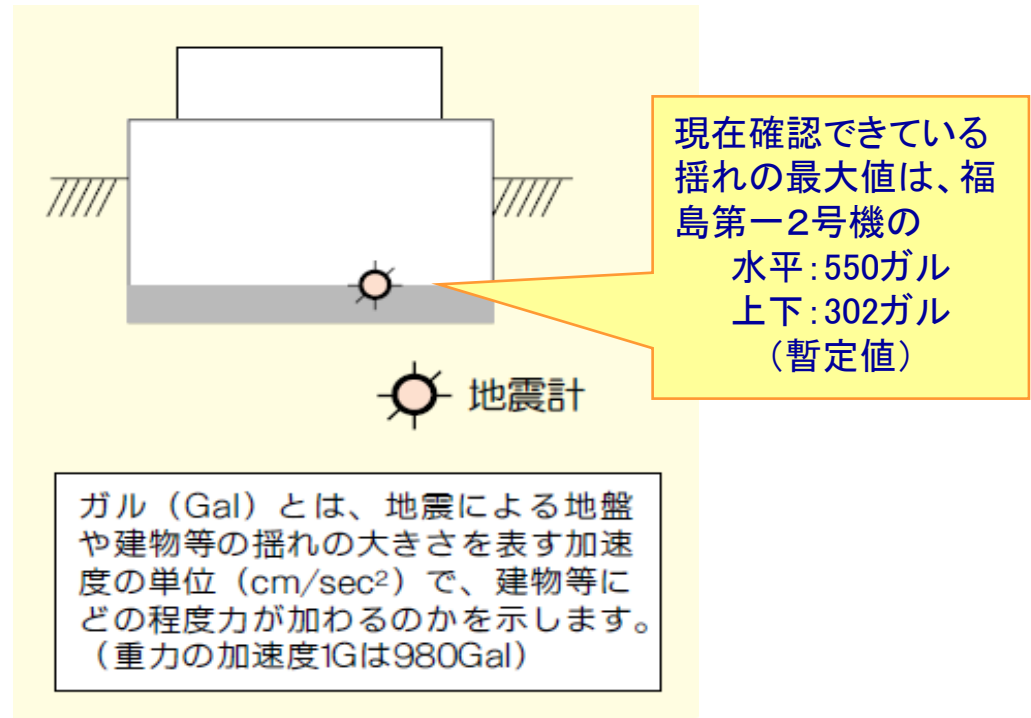 現在確認できている
揺れの最大値は、福
島第一2号機の
水平：550ガル
上下：302ガル
（暫定値）
地震計
ガル（Gal）とは、地震による地盤
や建物等の揺れの大きさを表す加速
度の単位（cm/sec²）で、建物等に
どの程度力が加わるのかを示します。
（重力の加速度1Gは980Gal）